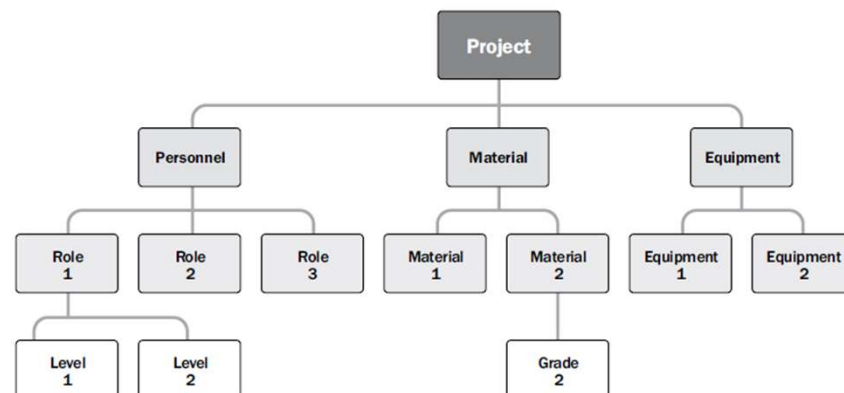 Project
Personnel
Material
Equipment
Role
1
Role
2
Role
3
Material
1
Material
2
Equipment
1
Equipment
2
Level
1
Level
2
Grade
2